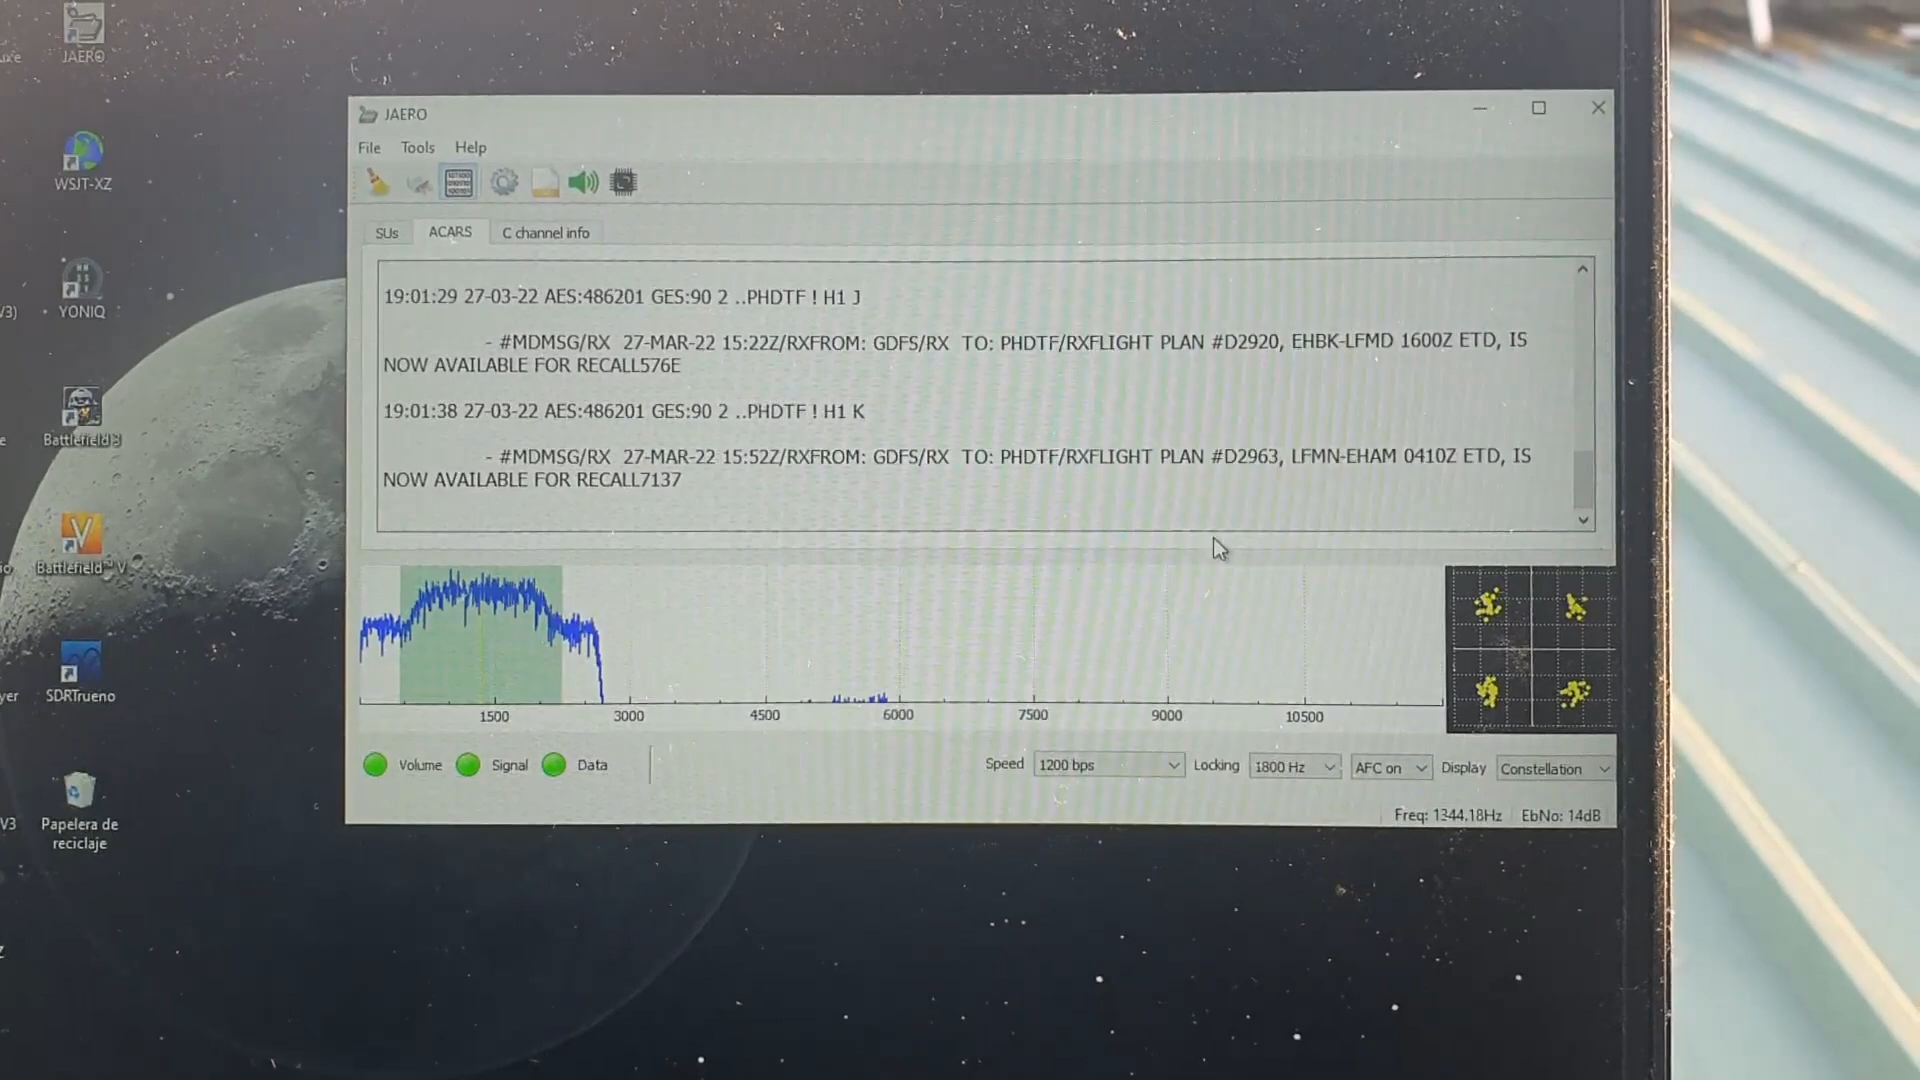 JAERO
JAERO
File Tools Help
WSJT-XZ
SUs ACARS C channel info
19:01:29 27-03-22 AES:486201 GES:90 2 ..PHDTF ! H1 J
YONIQ
- #MDMSG/RX 27-MAR-22 15:22Z/RXFROM: GDFS/RX TO: PHDTF/RXFLIGHT PLAN #D2920, EHBK-LFMD 1600Z ETD, IS
NOW AVAILABLE FOR RECALL576E
19:01:38 27-03-22 AES:486201 GES:90 2 ..PHDTF ! H1 K
Battlefield 3
- #MDMSG/RX 27-MAR-22 15:52Z/RXFROM: GDFS/RX TO: PHDTF/RXFLIGHT PLAN #D2963, LFMN-EHAM 0410Z ETD, IS
NOW AVAILABLE FOR RECALL7137
Battlefield™ V
SDRTrueno
1500 3000 4500 6000 7500 9000 10500
Volume Signal Data Speed 1200 bps Locking 1800 Hz AFC on Display Constellation
Freq: 1344.18Hz EbNo: 14dB
V3 Papelera de
reciclaje